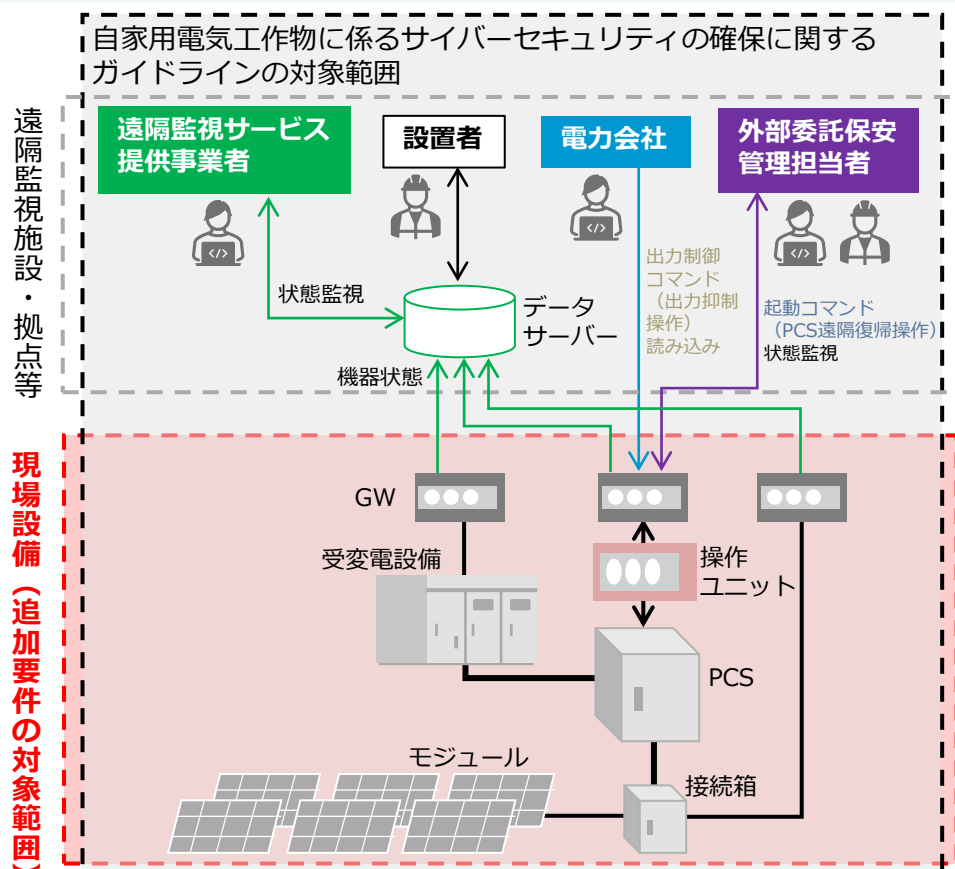 自家用電気工作物に係るサイバーセキュリティの確保に関する
ガイドラインの対象範囲
遠隔監視施設・拠点等
遠隔監視サービス
提供事業者
設置者
電力会社
外部委託保安
管理担当者
</>
</>
</>
状態監視
データ
サーバー
出力制御
コマンド
（出力抑制
操作）
読み込み
起動コマンド
（PCS遠隔復帰操作）
状態監視
機器状態
現場設備（追加要件の対象範囲）
GW
受変電設備
操作
ユニット
PCS
モジュール
接続箱